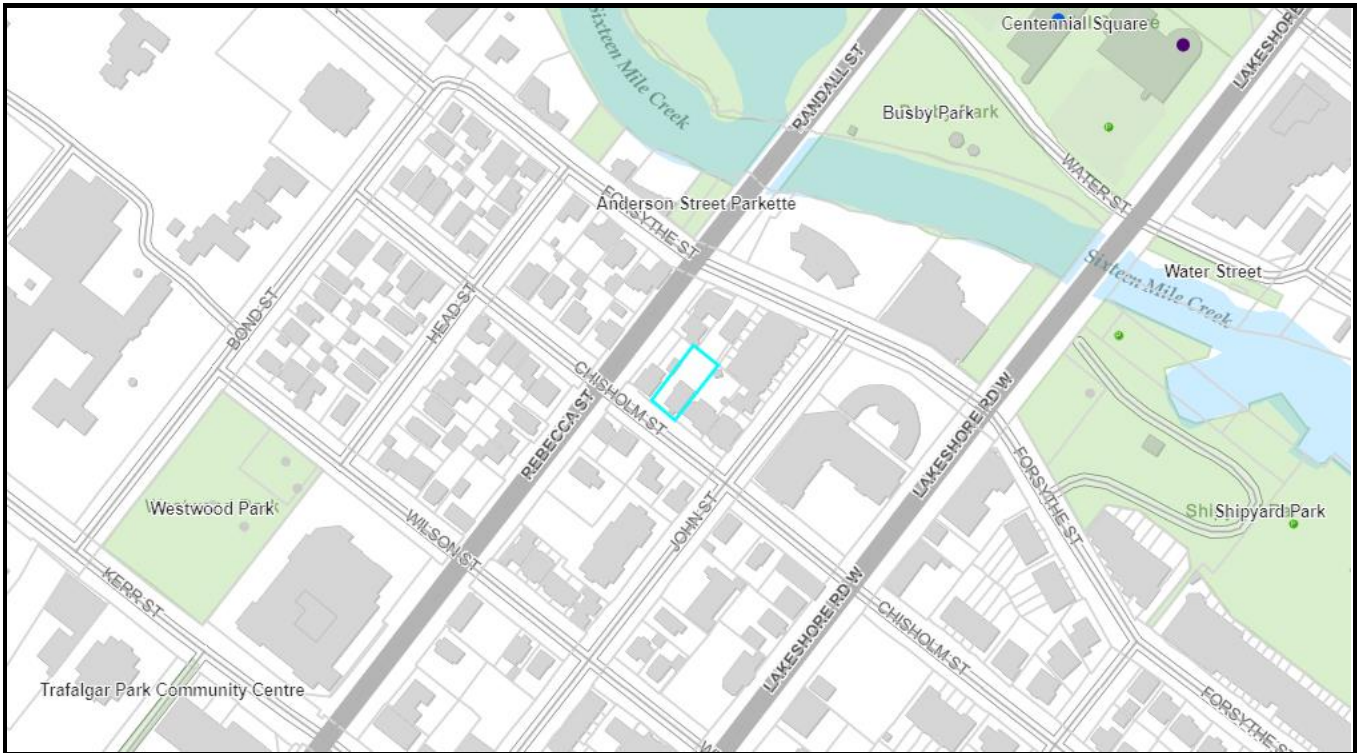 Centennial Square
LAKESHORE
Sixteen Mile Creek
RANDALL ST
Busby Park
WATER ST
Anderson Street Parkette
FORSYTHE ST
Water Street
Sixteen Mile Creek
BOND ST
HEAD ST
CHISHOLM ST
REBECCA ST
LAKESHORE RD W
FORSYTHE ST
Westwood Park
WILSON ST
JOHN ST
Shipyard Park
KERR ST
LAKESHORE RD W
CHISHOLM ST
Trafalgar Park Community Centre
FORSYTHE